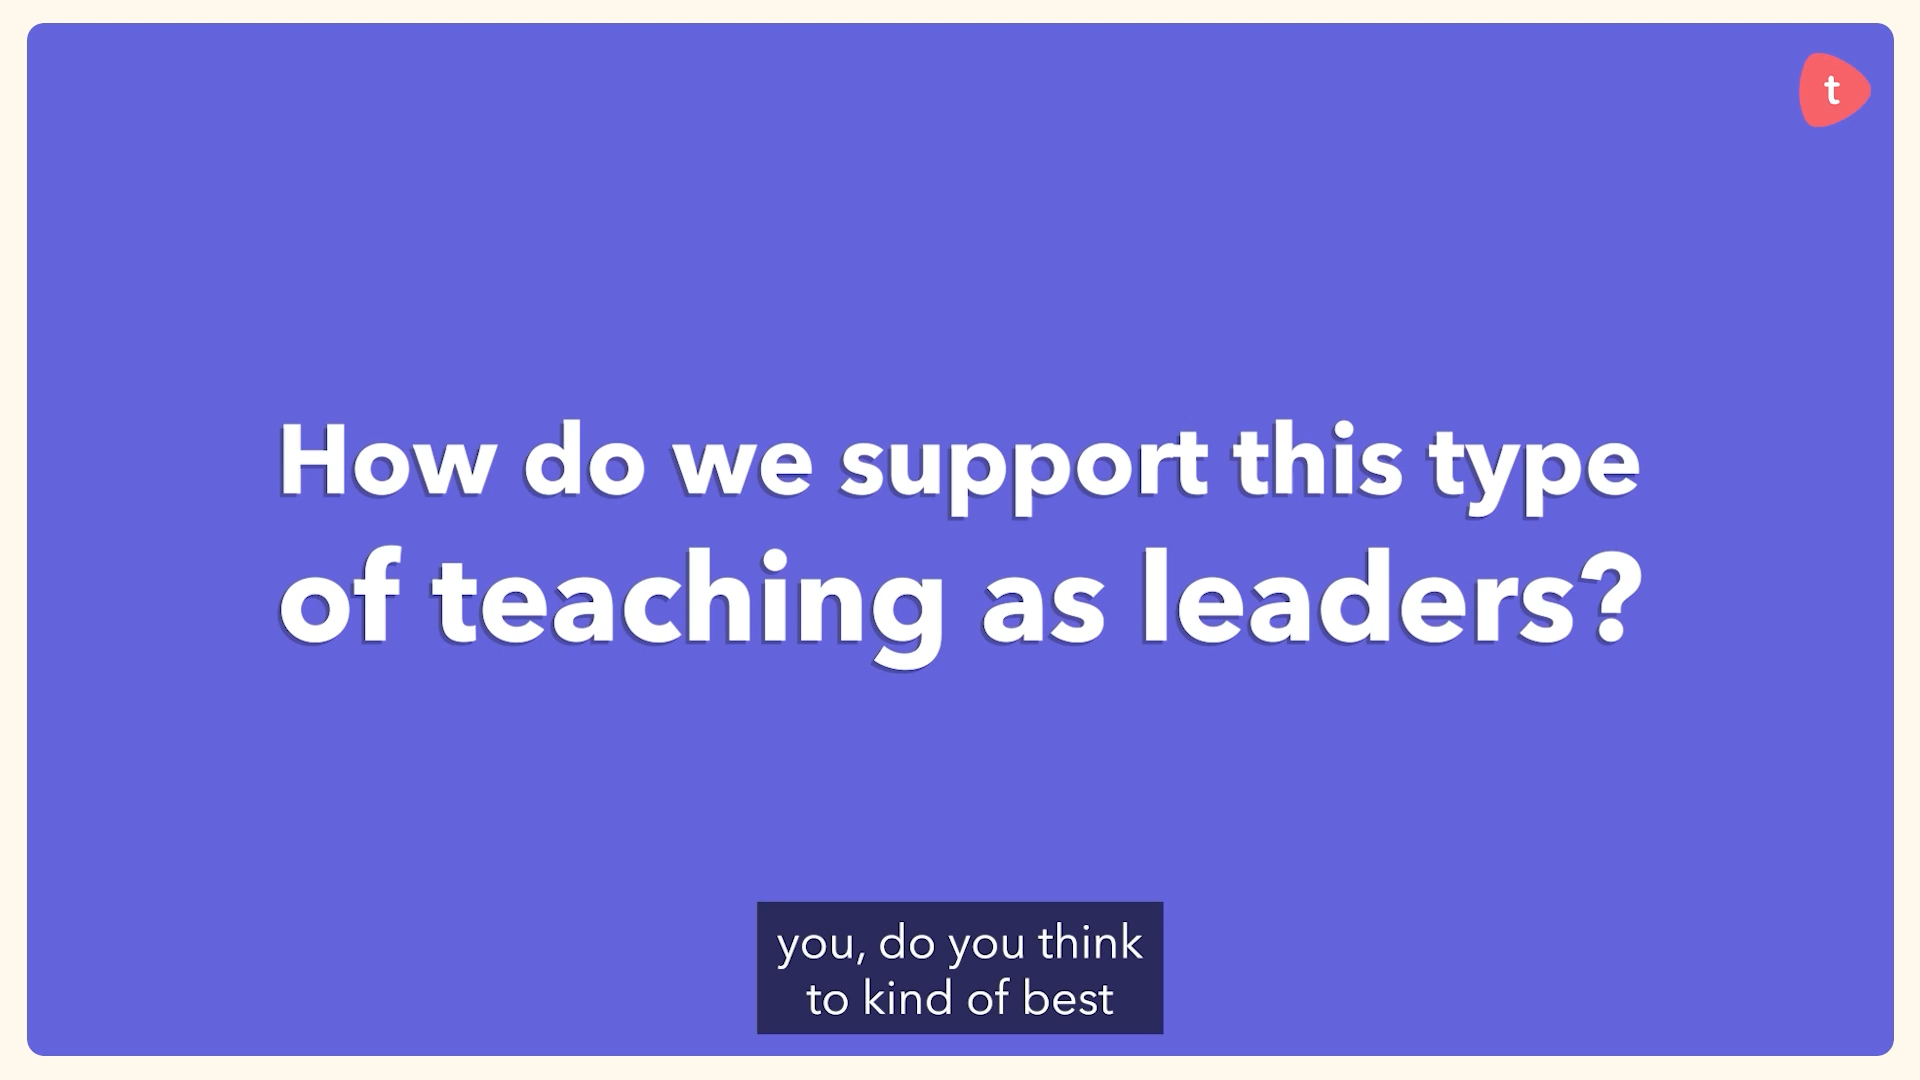 t
How do we support this type
of teaching as leaders?
you, do you think
to kind of best